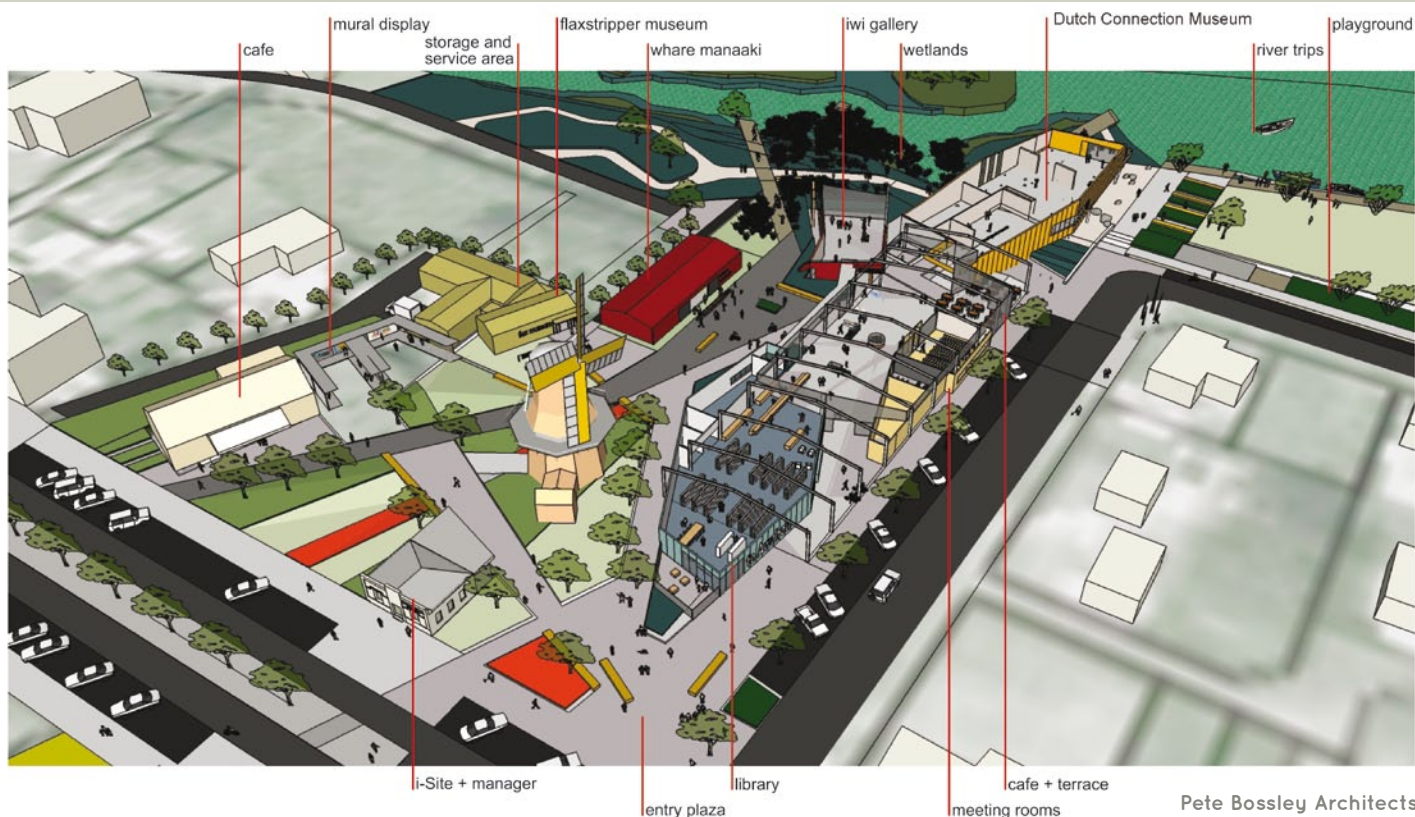 mural display
flaxstripper museum
iwi gallery
Dutch Connection Museum
playground
cafe
storage and
service area
whare manaaki
wetlands
river trips
i-Site + manager
library
cafe + terrace
entry plaza
meeting rooms
Pete Bossley Architects